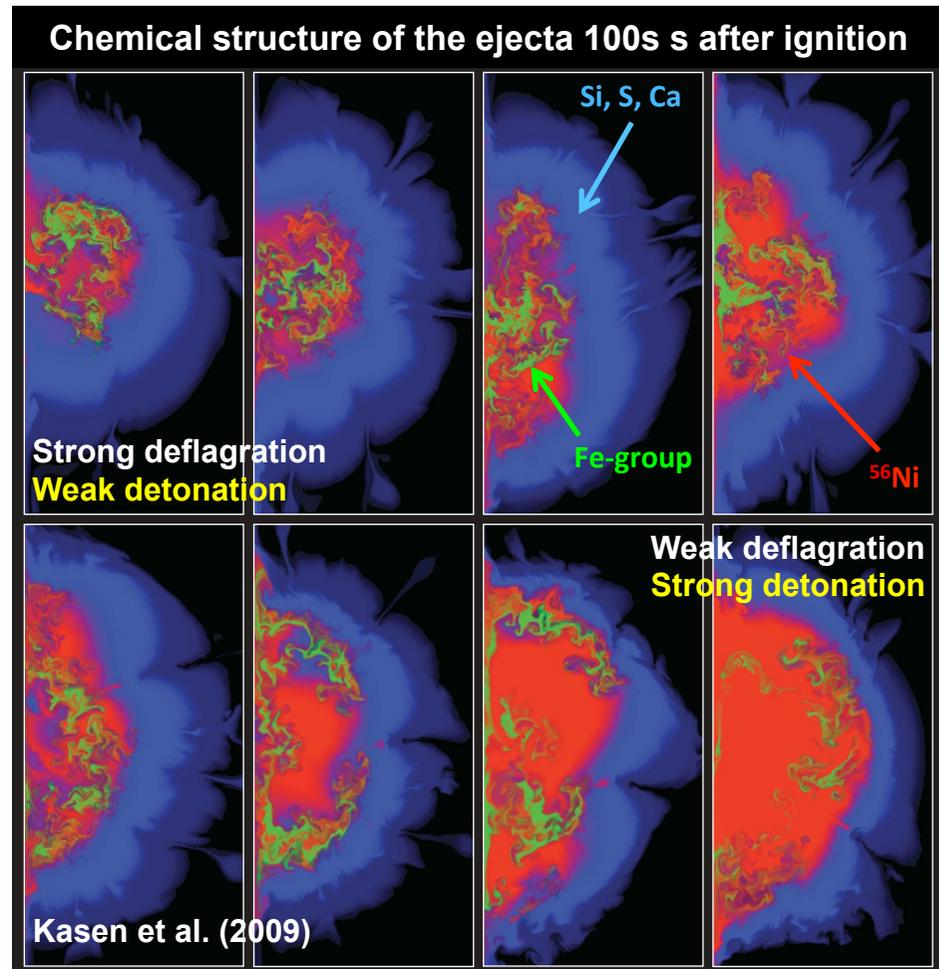 Chemical structure of the ejecta 100s s after ignition
Si, S, Ca
Strong deflagration
Weak detonation
Fe-group
⁵⁶Ni
Weak deflagration
Strong detonation
Kasen et al. (2009)